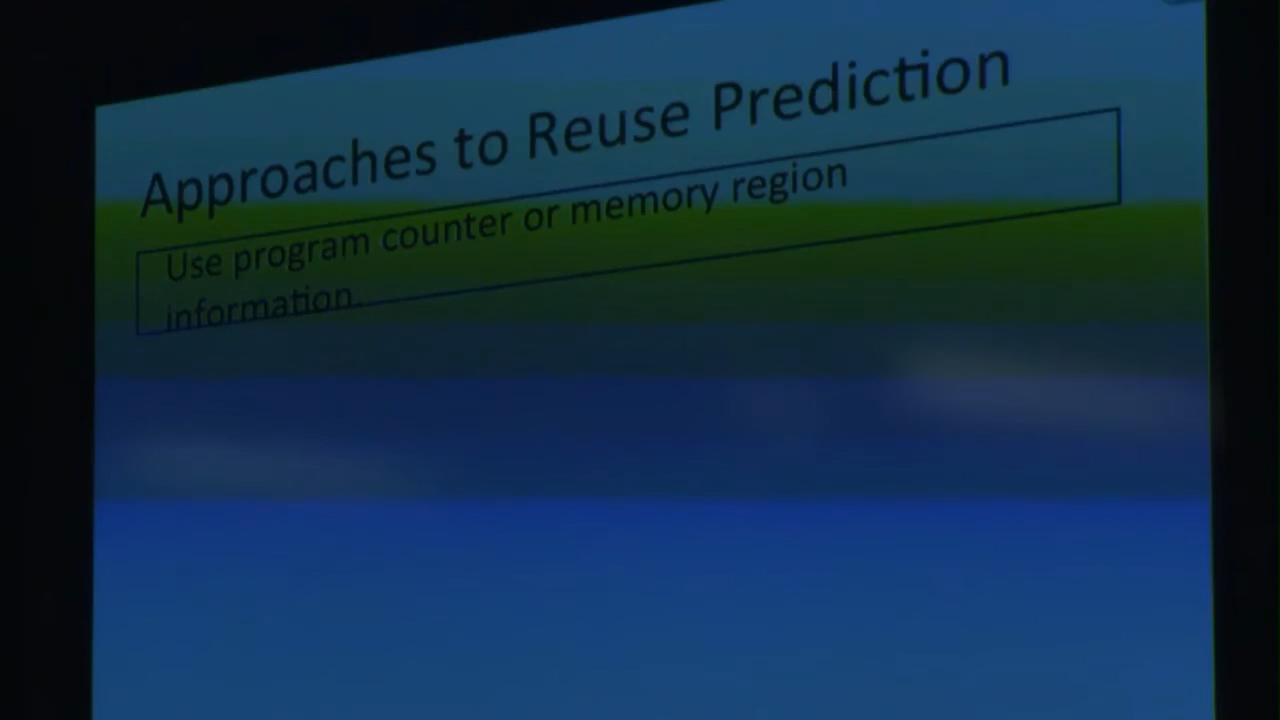 Approaches to Reuse Prediction
Use program counter or memory region
information.